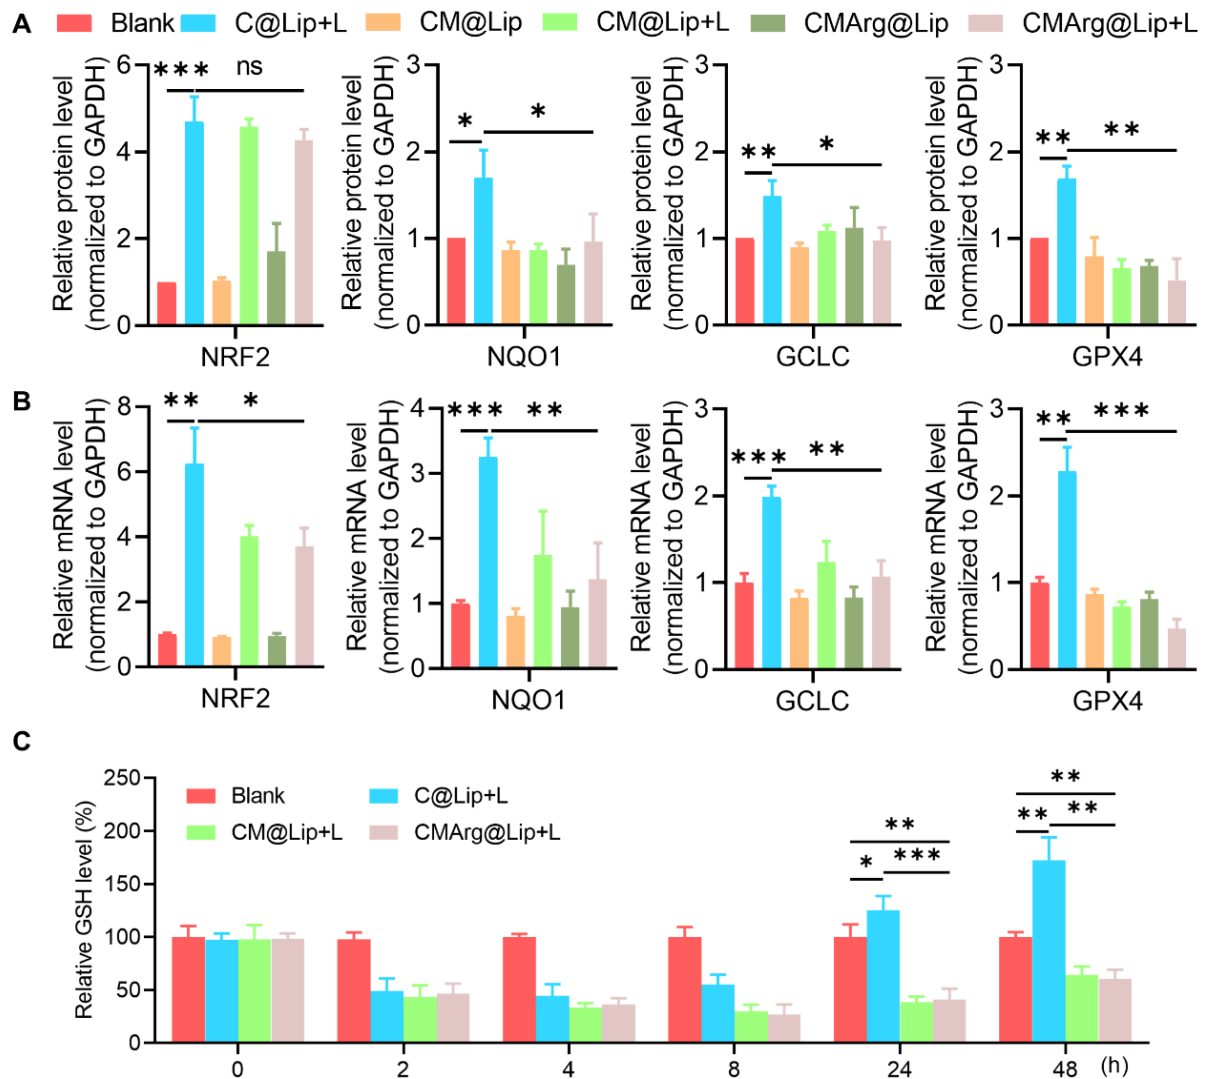 A Blank C@Lip+L CM@Lip CM@Lip+L CMArg@Lip CMArg@Lip+L
Relative protein level
(normalized to GAPDH)
6
4
2
0
*** ns
NRF2
Relative protein level
(normalized to GAPDH)
3
2
1
0
* *
NQO1
Relative protein level
(normalized to GAPDH)
3
2
1
0
** *
GCLC
Relative protein level
(normalized to GAPDH)
3
2
1
0
** **
GPX4
B
Relative mRNA level
(normalized to GAPDH)
8
6
4
2
0
** *
NRF2
Relative mRNA level
(normalized to GAPDH)
4
3
2
1
0
*** **
NQO1
Relative mRNA level
(normalized to GAPDH)
3
2
1
0
*** **
GCLC
Relative mRNA level
(normalized to GAPDH)
3
2
1
0
** ***
GPX4
C
Relative GSH level (%)
250
200
150
100
50
0
Blank C@Lip+L
CM@Lip+L CMArg@Lip+L
**
* ***
**
** **
0 2 4 8 24 48 (h)